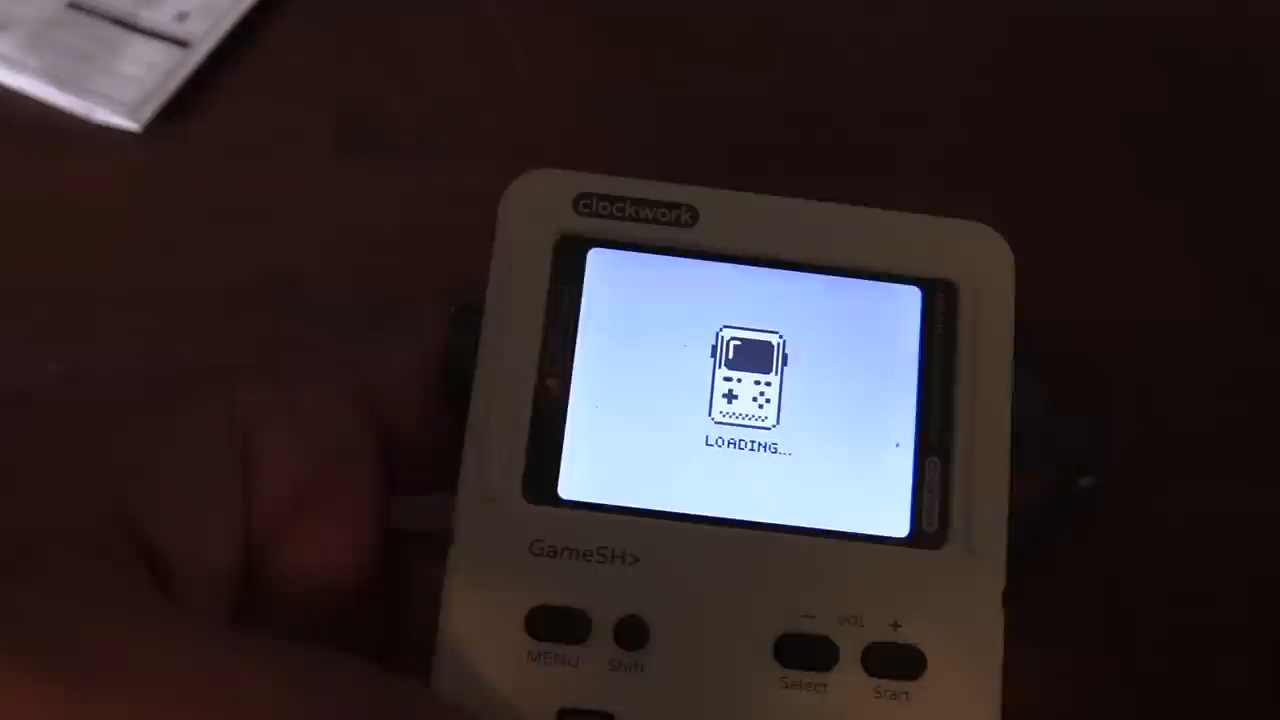 clockwork
LOADING...
GameSH>
MENU
Shift
- VOL +
Select
Start